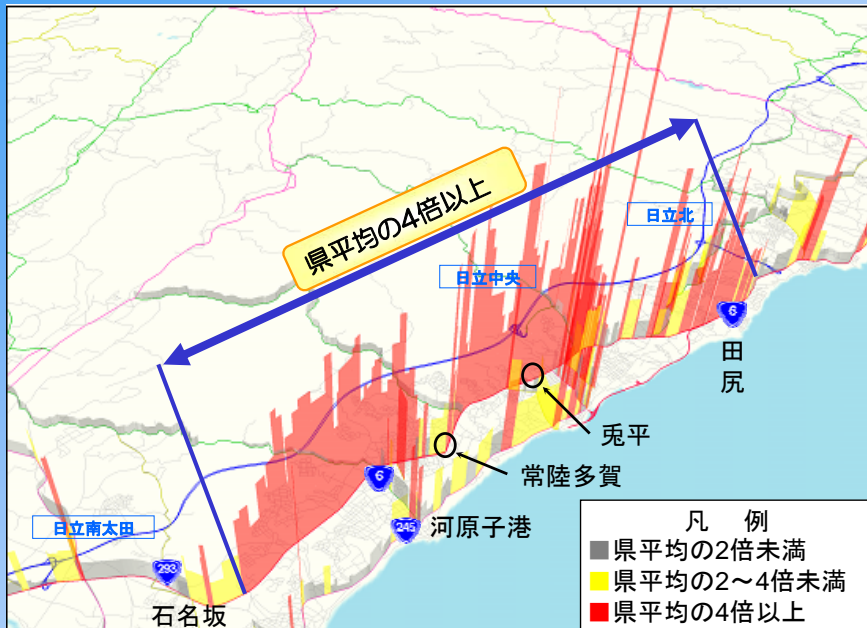 県平均の4倍以上
日立北
日立中央
6
田尻
兎平
常陸多賀
6
245
河原子港
日立南太田
293
石名坂
凡 例
県平均の2倍未満
県平均の2~4倍未満
県平均の4倍以上